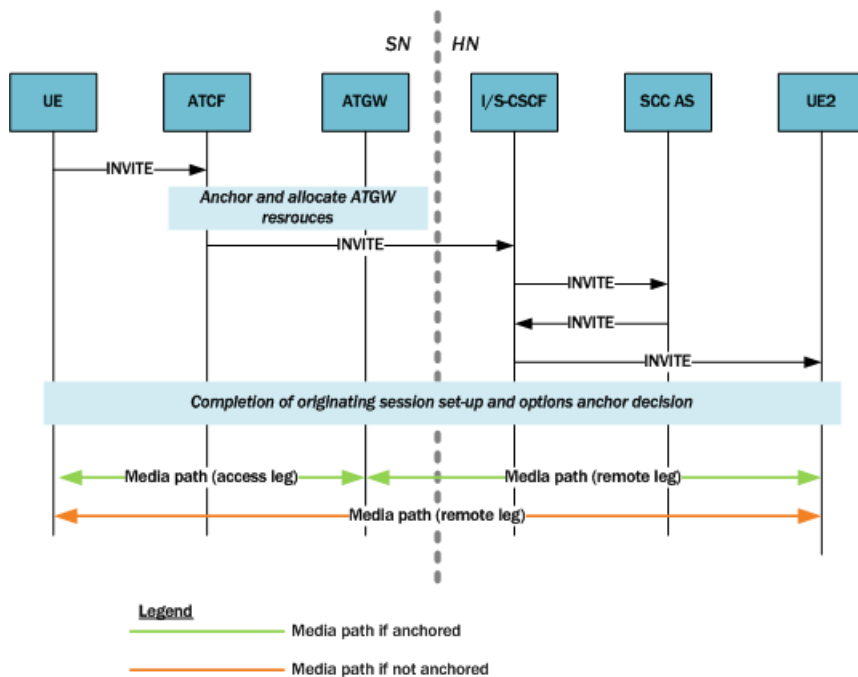 SN
HN
UE
ATCF
ATGW
I/S-CSCF
SCC AS
UE2
INVITE
Anchor and allocate ATGW
resrouces
INVITE
INVITE
INVITE
INVITE
Completion of originating session set-up and options anchor decision
Media path (access leg)
Media path (remote leg)
Media path (remote leg)
Legend
Media path if anchored
Media path if not anchored